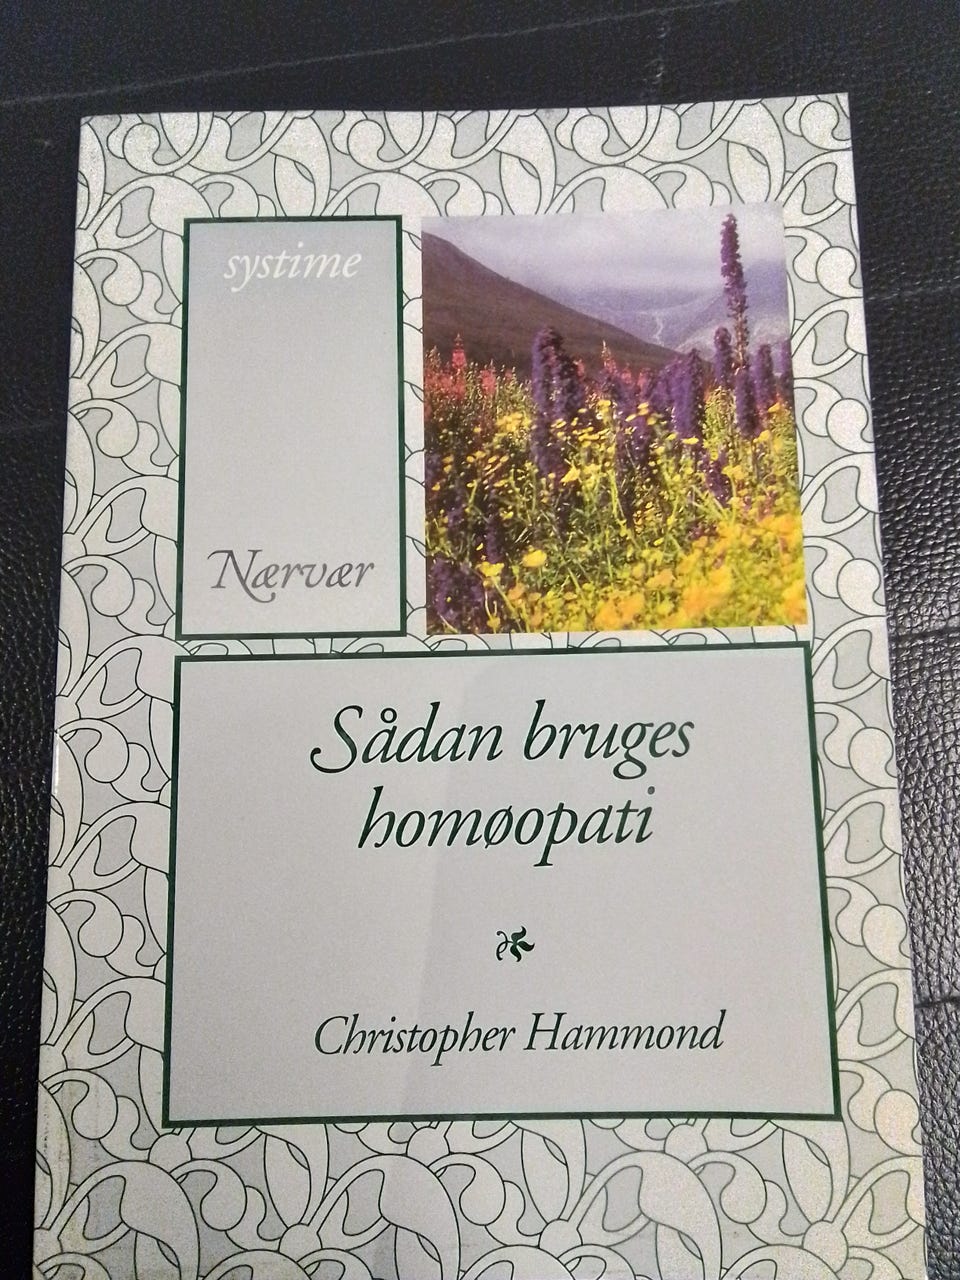 systime
Nærvær
Sådan bruges
homøopati
Christopher Hammond